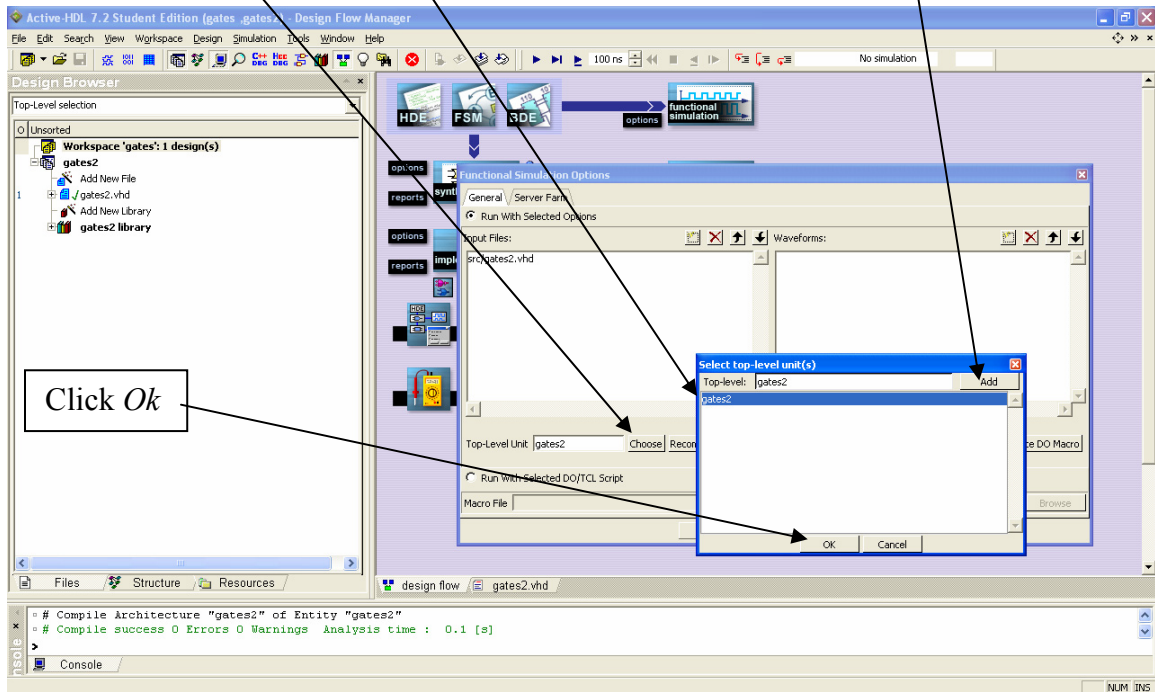 Active-HDL 7.2 Student Edition (gates ,gates2) - Design Flow Manager
File Edit Search View Workspace Design Simulation Tools Window Help
100 ns
No simulation
Design Browser
Top-Level selection
Unsorted
Workspace 'gates': 1 design(s)
gates2
Add New File
1 gates2.vhd
Add New Library
gates2 library
Files Structure Resources
HDE FSM BDE
options
functional simulation
options
reports
options
reports
Functional Simulation Options
General Server Farm
Run With Selected Options
Input Files:
Waveforms:
src/gates2.vhd
Top-Level Unit gates2 Choose
Run With Selected DO/TCL Script
Macro File
Browse
DO Macro
Select top-level unit(s)
Top-level: gates2 Add
gates2
OK Cancel
Click Ok
design flow gates2.vhd
# Compile Architecture "gates2" of Entity "gates2"
# Compile success 0 Errors 0 Warnings Analysis time : 0.1 [s]
>
Console
NUM INS